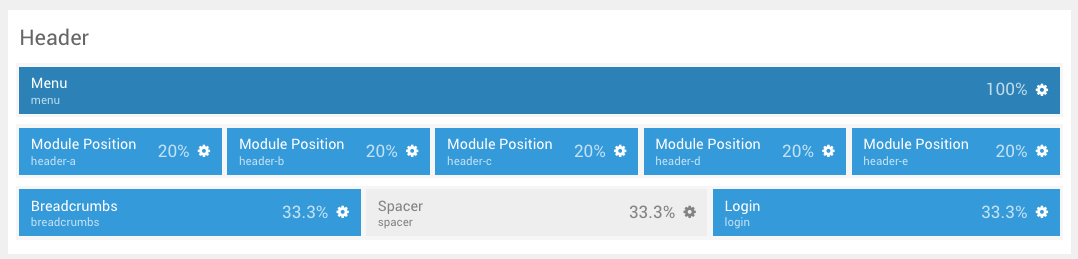 Header
Menu
menu
100%
Module Position
header-a
20%
Module Position
header-b
20%
Module Position
header-c
20%
Module Position
header-d
20%
Module Position
header-e
20%
Breadcrumbs
breadcrumbs
33.3%
Spacer
spacer
33.3%
Login
login
33.3%